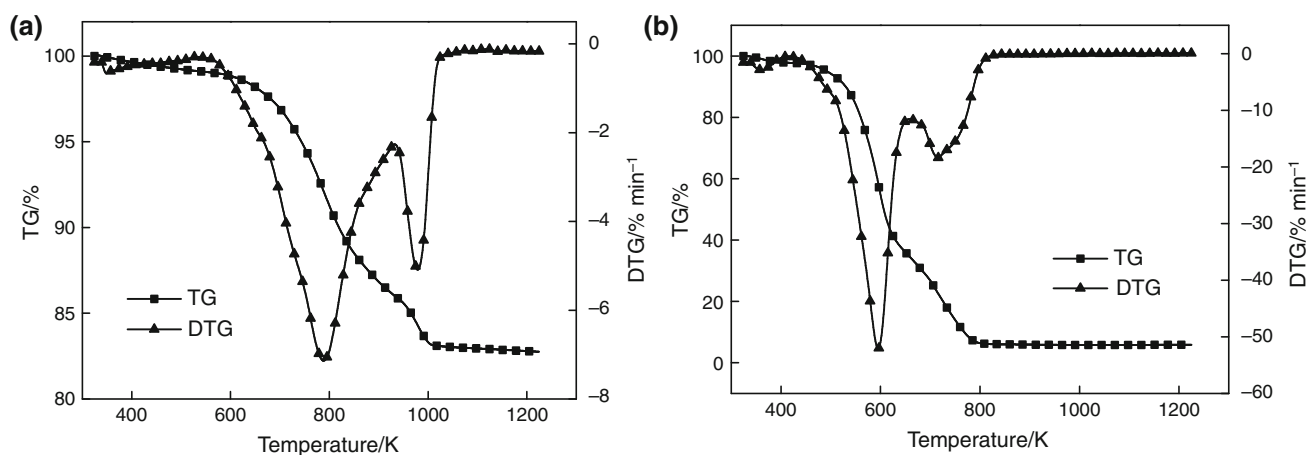 (a)
100
95
90
85
80
TG/%
0
−2
−4
−6
−8
DTG/% min⁻¹
TG
DTG
400 600 800 1000 1200
Temperature/K
(b)
100
80
60
40
20
0
TG/%
0
−10
−20
−30
−40
−50
−60
DTG/% min⁻¹
TG
DTG
400 600 800 1000 1200
Temperature/K